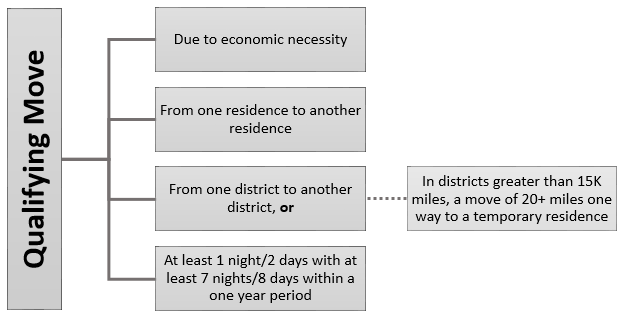 Qualifying Move
Due to economic necessity
From one residence to another
residence
From one district to another
district, or
In districts greater than 15K
miles, a move of 20+ miles one
way to a temporary residence
At least 1 night/2 days with at
least 7 nights/8 days within a
one year period